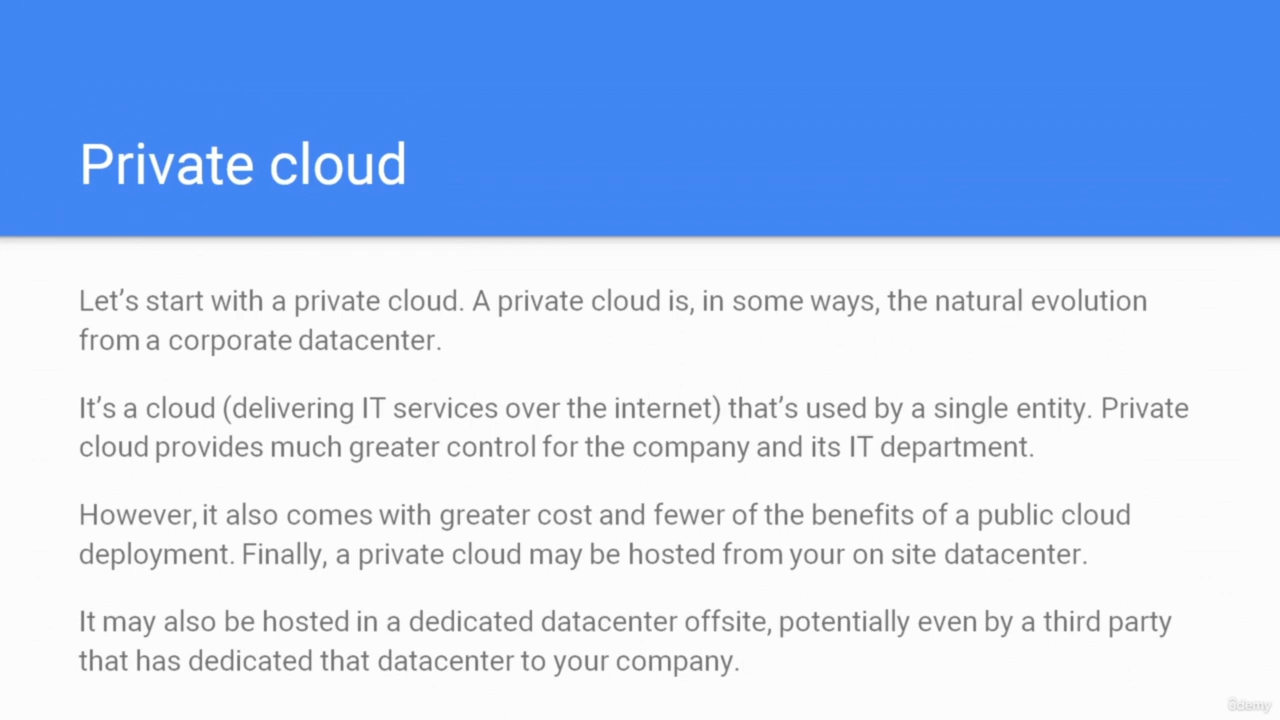 Private cloud
Let's start with a private cloud. A private cloud is, in some ways, the natural evolution
from a corporate datacenter.
It's a cloud (delivering IT services over the internet) that's used by a single entity. Private
cloud provides much greater control for the company and its IT department.
However, it also comes with greater cost and fewer of the benefits of a public cloud
deployment. Finally, a private cloud may be hosted from your on site datacenter.
It may also be hosted in a dedicated datacenter offsite, potentially even by a third party
that has dedicated that datacenter to your company.
ûdemy